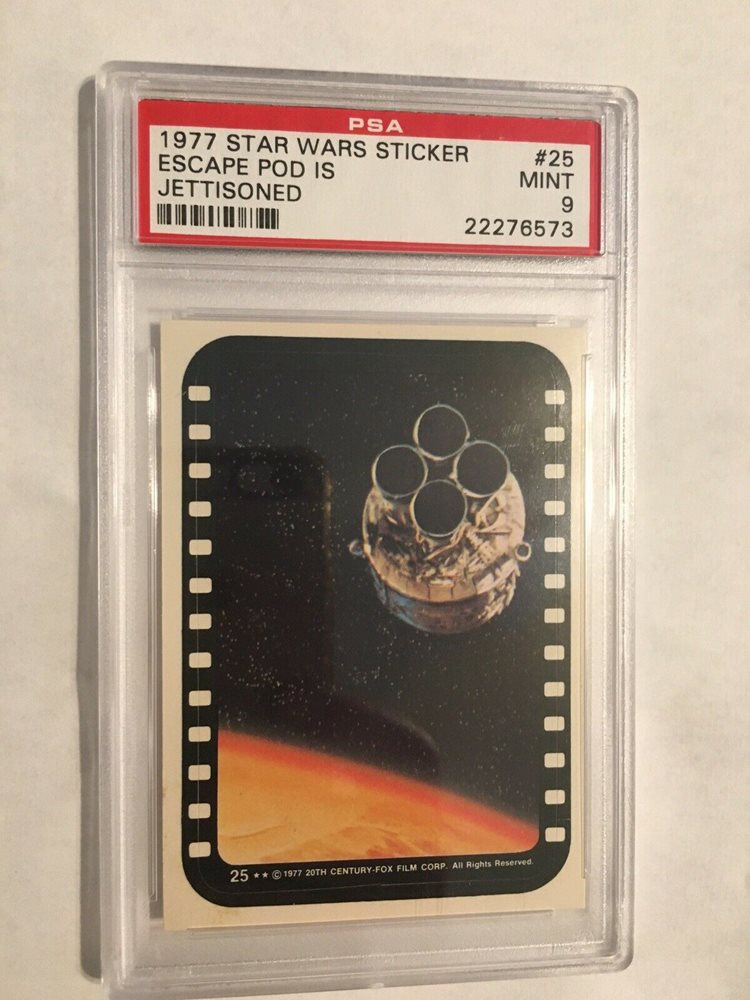 PSA
1977 STAR WARS STICKER #25
ESCAPE POD IS MINT
JETTISONED 9
22276573
25 ★★ © 1977 20TH CENTURY-FOX FILM CORP. All Rights Reserved.